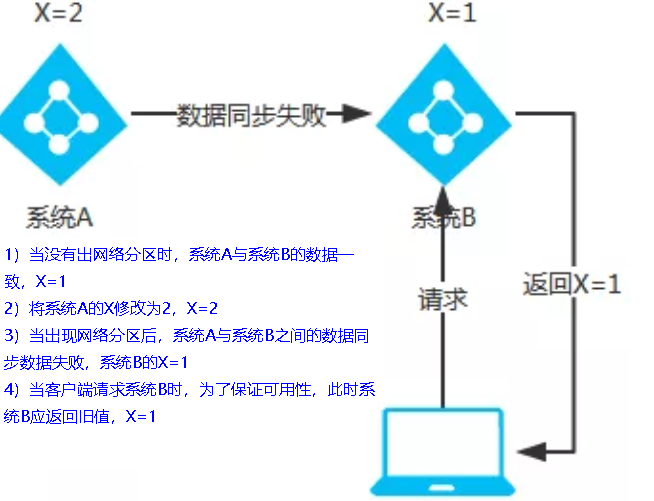 X=2
X=1
数据同步失败
系统A
系统B
1）当没有出网络分区时，系统A与系统B的数据一
致，X=1
2）将系统A的X修改为2，X=2
3）当出现网络分区后，系统A与系统B之间的数据同
步数据失败，系统B的X=1
4）当客户端请求系统B时，为了保证可用性，此时系
统B应返回旧值，X=1
请求
返回X=1